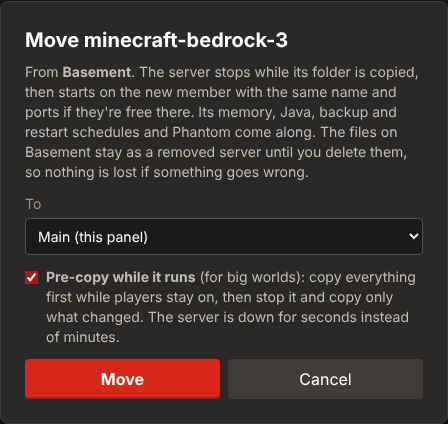 Move minecraft-bedrock-3
From Basement. The server stops while its folder is copied,
then starts on the new member with the same name and
ports if they're free there. Its memory, Java, backup and
restart schedules and Phantom come along. The files on
Basement stay as a removed server until you delete them,
so nothing is lost if something goes wrong.
To
Main (this panel)
Pre-copy while it runs (for big worlds): copy everything
first while players stay on, then stop it and copy only
what changed. The server is down for seconds instead
of minutes.
Move
Cancel